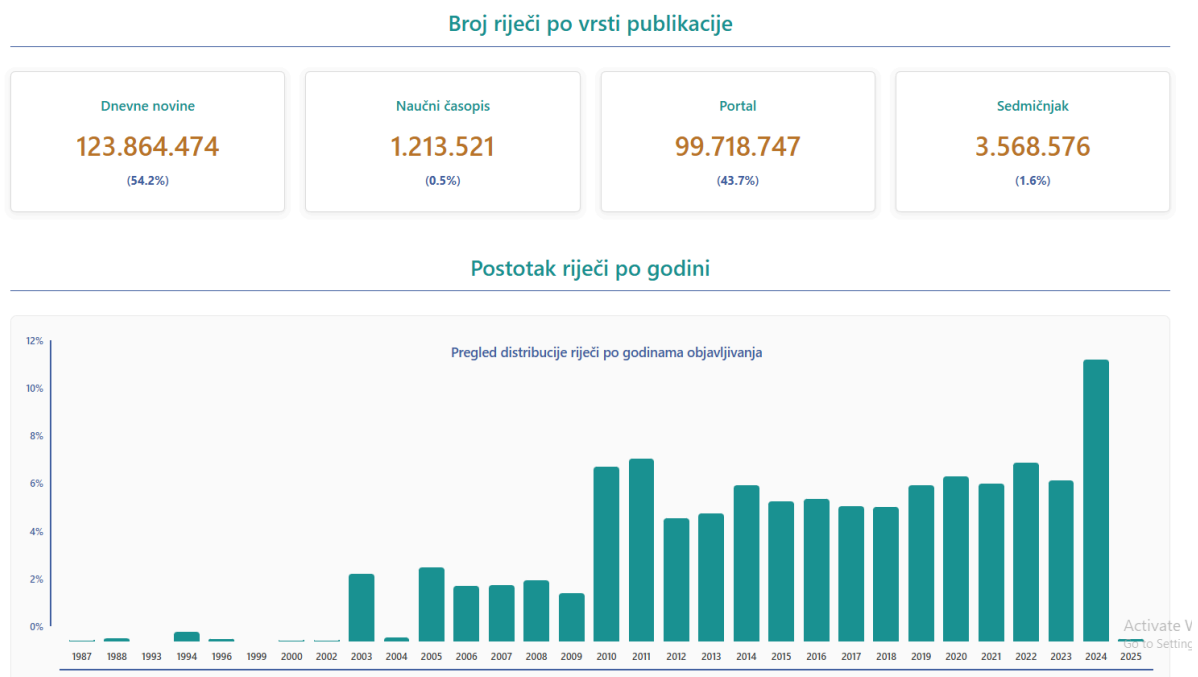 Broj riječi po vrsti publikacije
Dnevne novine
123.864.474
(54.2%)
Naučni časopis
1.213.521
(0.5%)
Portal
99.718.747
(43.7%)
Sedmičnjak
3.568.576
(1.6%)
Postotak riječi po godini
Pregled distribucije riječi po godinama objavljivanja
12%
10%
8%
6%
4%
2%
0%
1987 1988 1993 1994 1996 1999 2000 2002 2003 2004 2005 2006 2007 2008 2009 2010 2011 2012 2013 2014 2015 2016 2017 2018 2019 2020 2021 2022 2023 2024 2025
Activate W
Go to Setting